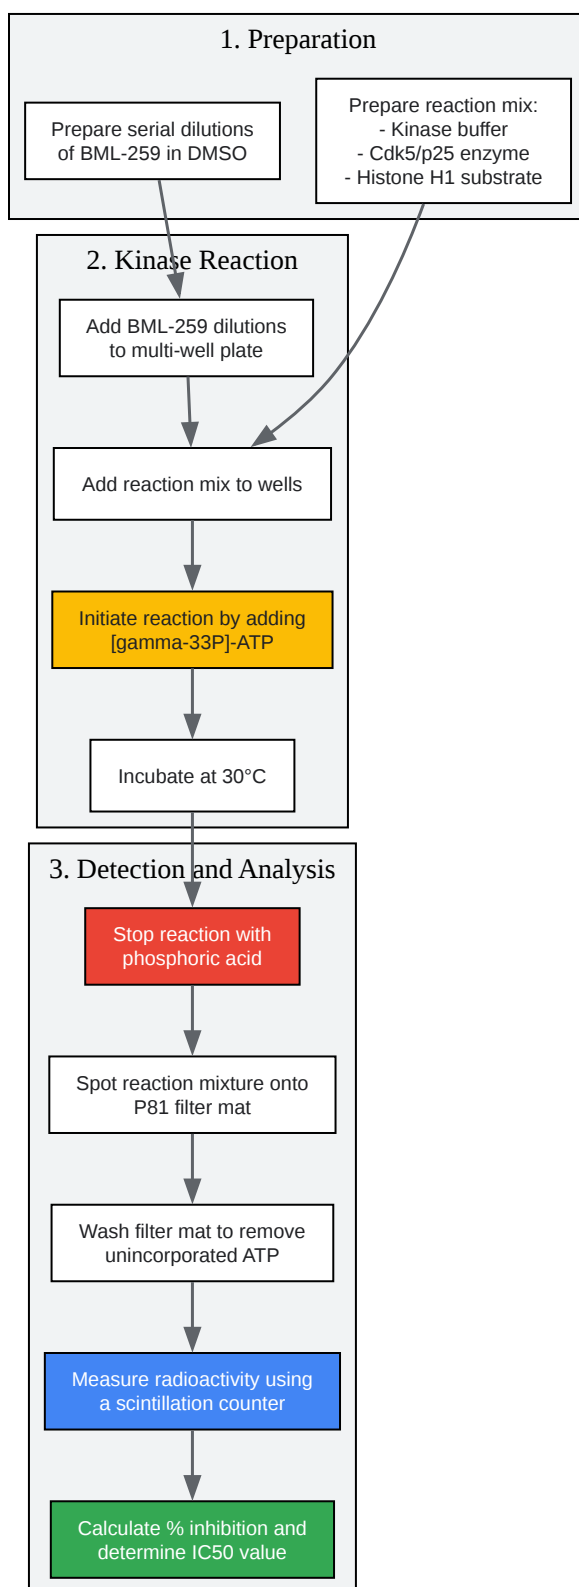 1. Preparation
Prepare serial dilutions
of BML-259 in DMSO
Prepare reaction mix:
- Kinase buffer
- Cdk5/p25 enzyme
- Histone H1 substrate
2. Kinase Reaction
Add BML-259 dilutions
to multi-well plate
Add reaction mix to wells
Initiate reaction by adding
[gamma-33P]-ATP
Incubate at 30°C
3. Detection and Analysis
Stop reaction with
phosphoric acid
Spot reaction mixture onto
P81 filter mat
Wash filter mat to remove
unincorporated ATP
Measure radioactivity using
a scintillation counter
Calculate % inhibition and
determine IC50 value